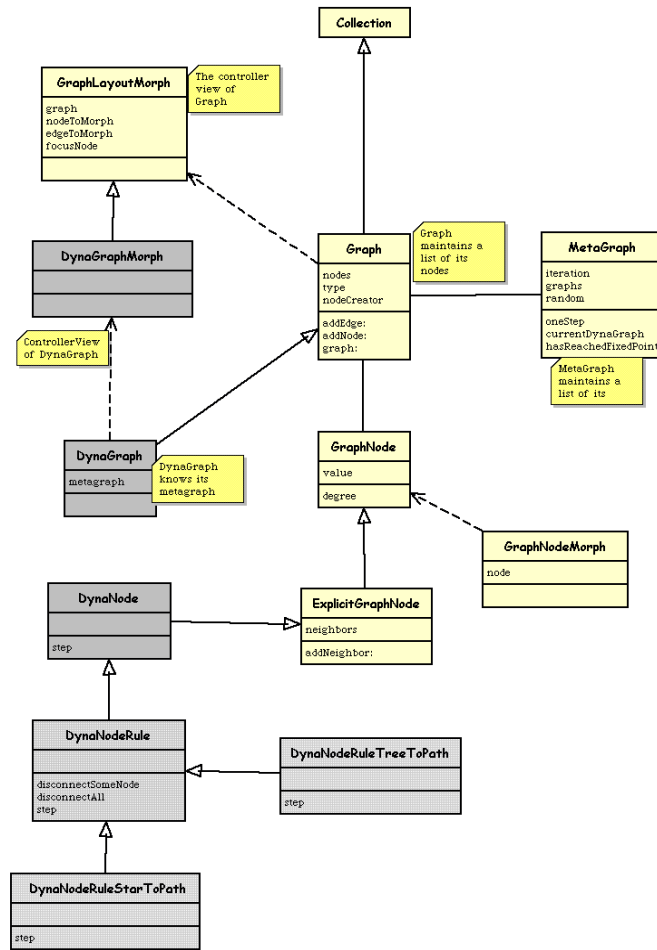 Collection
GraphLayoutMorph
graph
nodeToMorph
edgeToMorph
focusNode
The controller
view of
Graph
DynaGraphMorph
Graph
nodes
type
nodeCreator
addEdge:
addNode:
graph:
Graph
maintains a
list of its
nodes
MetaGraph
iteration
graphs
random
oneStep
currentDynaGraph
hasReachedFixedPoint
MetaGraph
maintains a
list of its
ControllerView
of DynaGraph
DynaGraph
metagraph
DynaGraph
knows its
metagraph
GraphNode
value
degree
GraphNodeMorph
node
DynaNode
step
ExplicitGraphNode
neighbors
addNeighbor:
DynaNodeRule
disconnectSomeNode
disconnectAll
step
DynaNodeRuleTreeToPath
step
DynaNodeRuleStarToPath
step